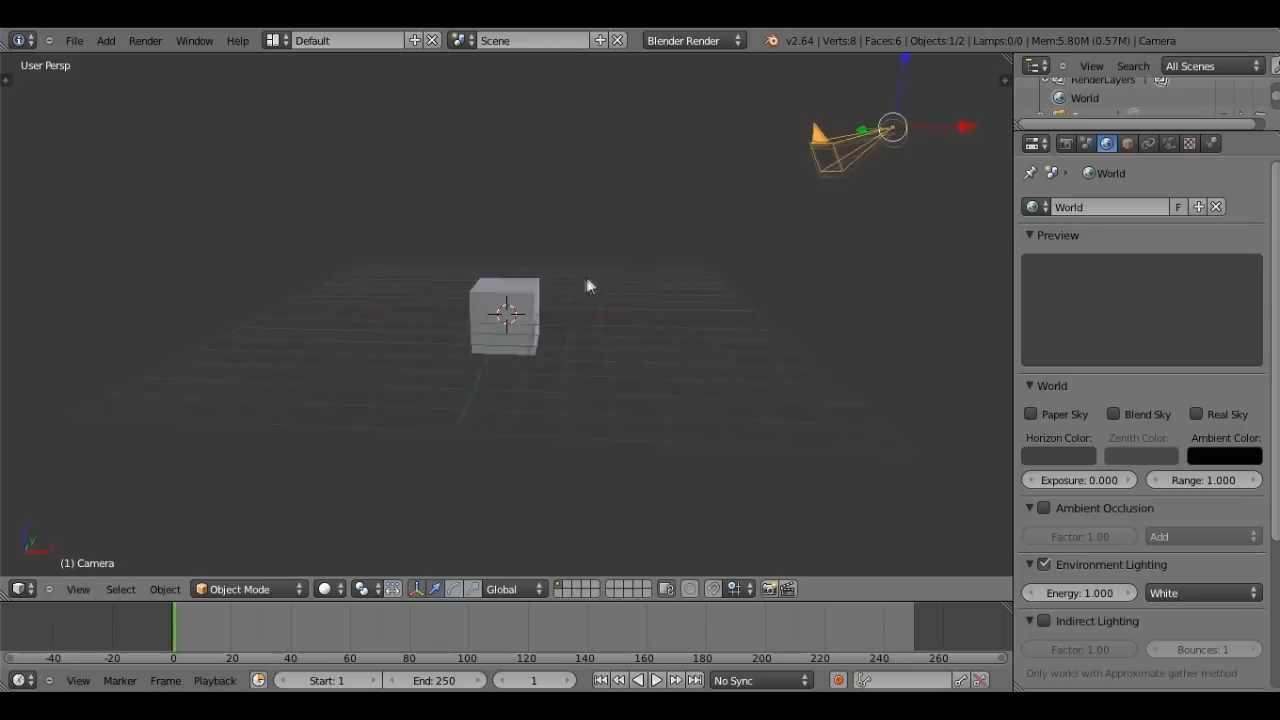 File Add Render Window Help Default Scene Blender Render v2.64 | Verts:8 | Faces:6 | Objects:1/2 | Lamps:0/0 | Mem:5.80M (0.57M) | Camera
User Persp
View Search All Scenes
RenderLayers
World
World
World F
Preview
World
Paper Sky Blend Sky Real Sky
Horizon Color: Zenith Color: Ambient Color:
Exposure: 0.000 Range: 1.000
Ambient Occlusion
Factor: 1.00 Add
Environment Lighting
Energy: 1.000 White
Indirect Lighting
Factor: 1.00 Bounces: 1
Only works with Approximate gather method
(1) Camera
View Select Object Object Mode Global
-40 -20 0 20 40 60 80 100 120 140 160 180 200 220 240 260
View Marker Frame Playback Start: 1 End: 250 1 No Sync